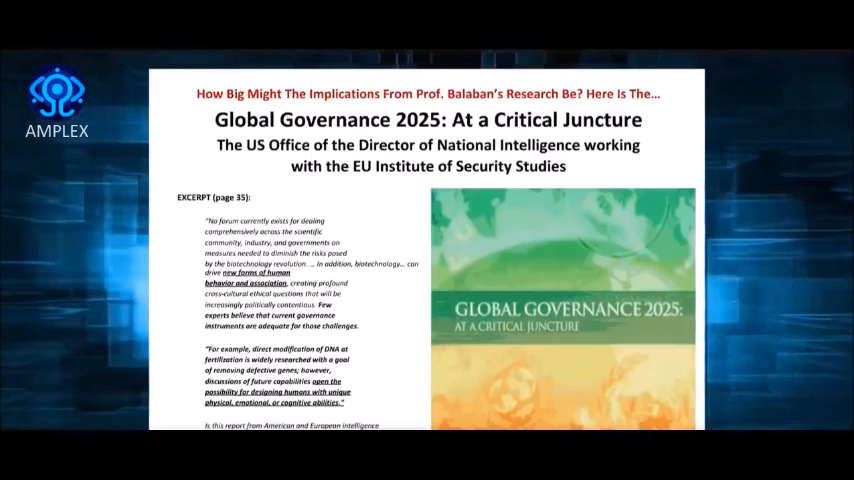 AMPLEX
How Big Might The Implications From Prof. Balaban's Research Be? Here Is The…
Global Governance 2025: At a Critical Juncture
The US Office of the Director of National Intelligence working
with the EU Institute of Security Studies
EXCERPT (page 35):
"No forum currently exists for dealing
comprehensively across the scientific
community, industry, and governments on
measures needed to diminish the risks posed
by the biotechnology revolution. … In addition, biotechnology… can
drive new forms of human
behavior and association, creating profound
cross-cultural ethical questions that will be
increasingly politically contentious. Few
experts believe that current governance
instruments are adequate for those challenges.
"For example, direct modification of DNA at
fertilization is widely researched with a goal
of removing defective genes; however,
discussions of future capabilities open the
possibility for designing humans with unique
physical, emotional, or cognitive abilities."
Is this report from American and European intelligence
GLOBAL GOVERNANCE 2025:
AT A CRITICAL JUNCTURE